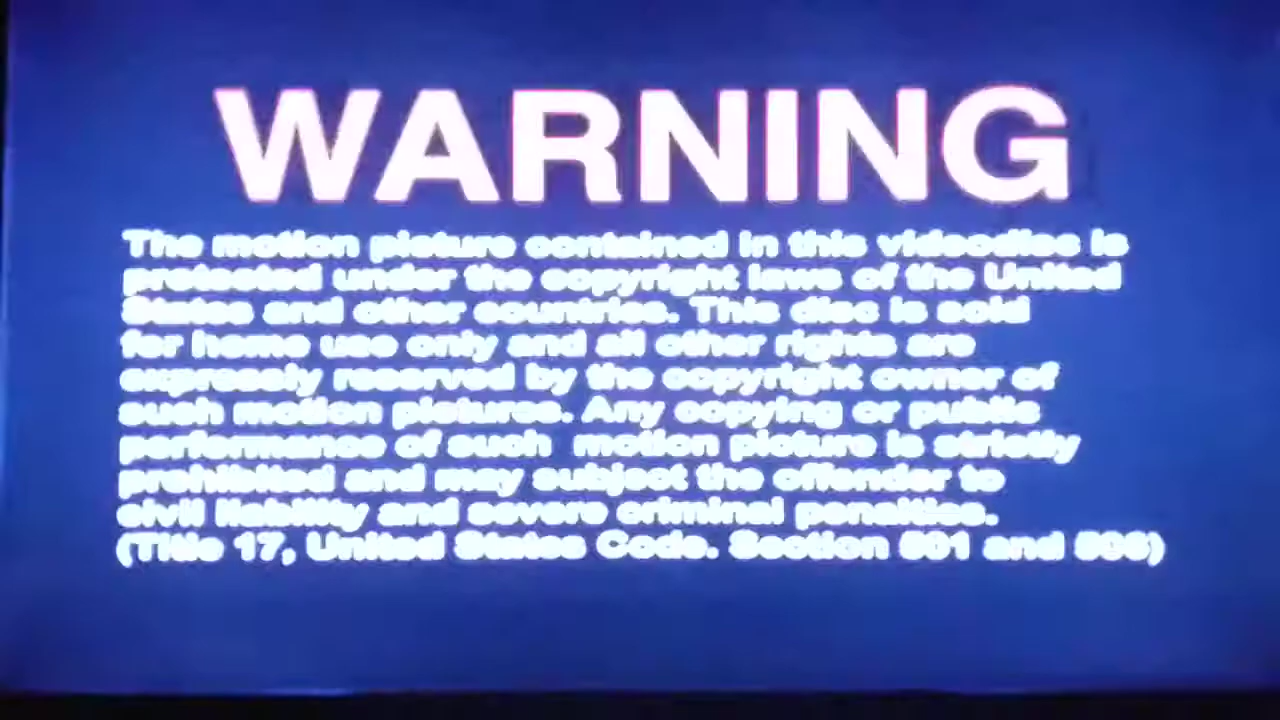 WARNING
The motion picture contained in this videodisc is
protected under the copyright laws of the United
States and other countries. This disc is sold
for home use only and all other rights are
expressly reserved by the copyright owner of
such motion pictures. Any copying or public
performance of such motion picture is strictly
prohibited and may subject the offender to
civil liability and severe criminal penalties.
(Title 17, United States Code. Section 501 and 506)